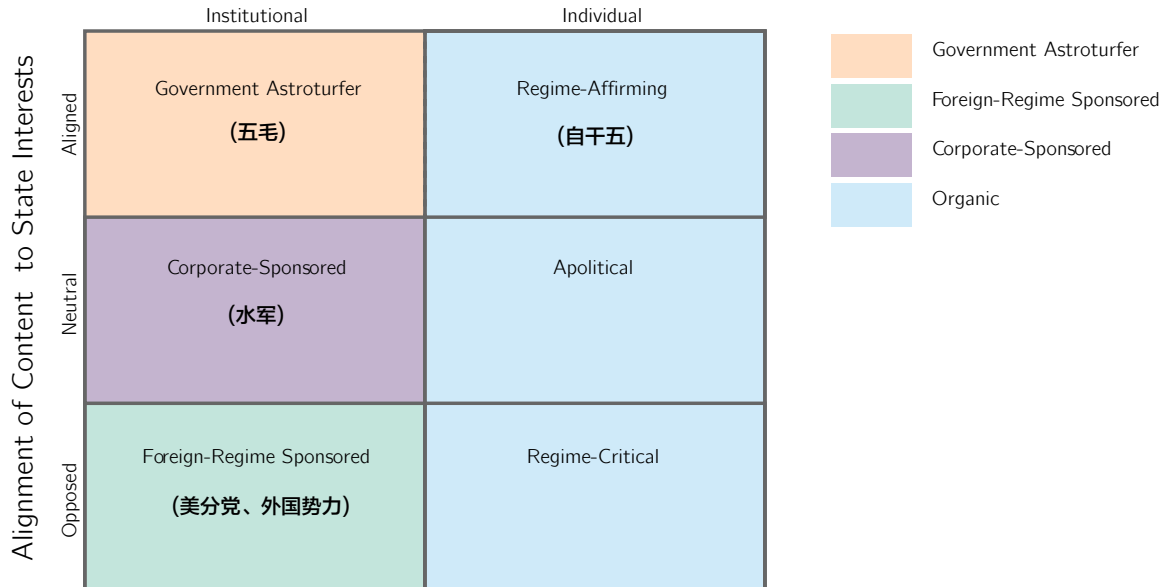 Institutional
Individual
Alignment of Content to State Interests
Aligned
Government Astroturfer
(五毛)
Regime-Affirming
(自干五)
Neutral
Corporate-Sponsored
(水军)
Apolitical
Opposed
Foreign-Regime Sponsored
(美分党、外国势力)
Regime-Critical
Government Astroturfer
Foreign-Regime Sponsored
Corporate-Sponsored
Organic